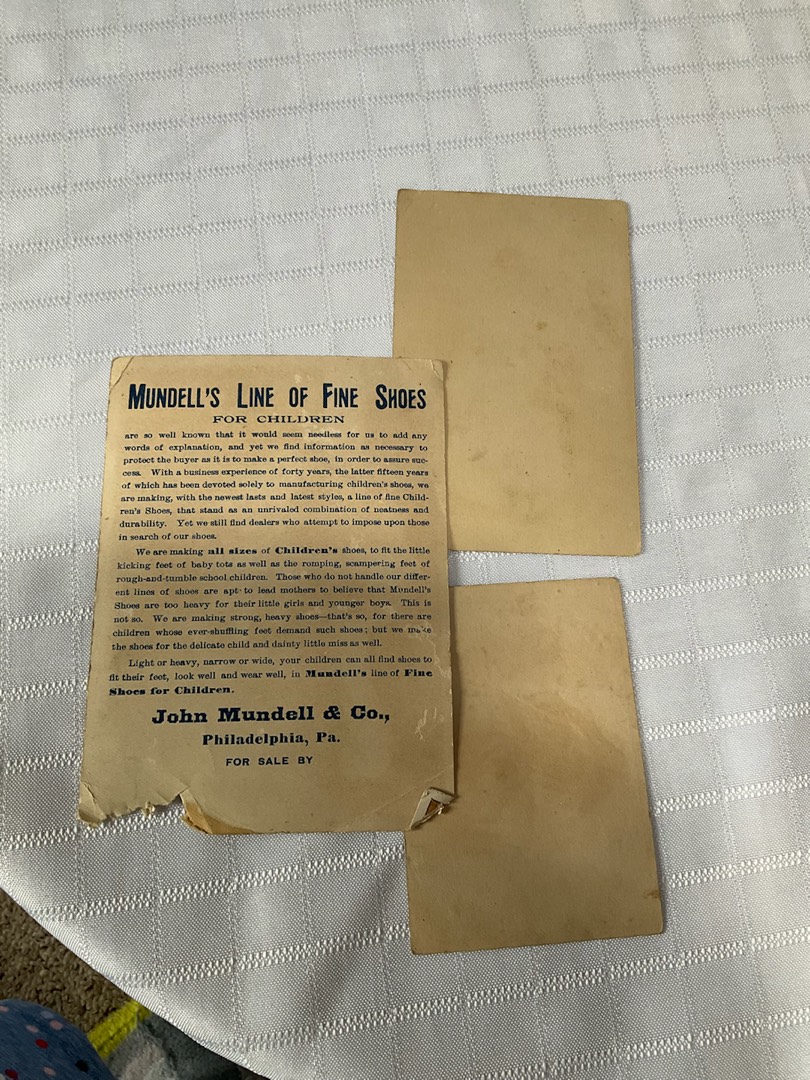 MUNDELL'S LINE OF FINE SHOES
FOR CHILDREN
are so well known that it would seem needless for us to add any
words of explanation, and yet we find information as necessary to
protect the buyer as it is to make a perfect shoe, in order to assure suc-
cess. With a business experience of forty years, the latter fifteen years
of which has been devoted solely to manufacturing children's shoes, we
are making, with the newest lasts and latest styles, a line of fine Child-
ren's Shoes, that stand as an unrivaled combination of neatness and
durability. Yet we still find dealers who attempt to impose upon those
in search of our shoes.
We are making all sizes of Children's shoes, to fit the little
kicking feet of baby tots as well as the romping, scampering feet of
rough-and-tumble school children. Those who do not handle our differ-
ent lines of shoes are apt to lead mothers to believe that Mundell's
Shoes are too heavy for their little girls and younger boys. This is
not so. We are making strong, heavy shoes—that's so, for there are
children whose ever-shuffling feet demand such shoes; but we make
the shoes for the delicate child and dainty little miss as well.
Light or heavy, narrow or wide, your children can all find shoes to
fit their feet, look well and wear well, in Mundell's line of Fine
Shoes for Children.
John Mundell & Co.,
Philadelphia, Pa.
FOR SALE BY